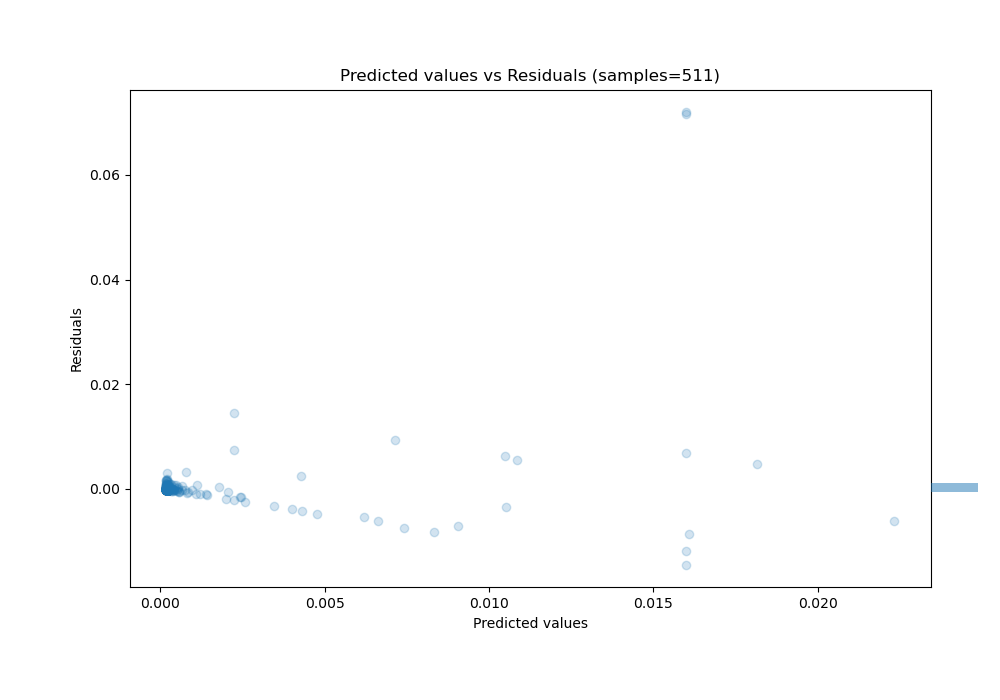 Predicted values vs Residuals (samples=511)
0.06
0.04
0.02
0.00
Residuals
0.000 0.005 0.010 0.015 0.020
Predicted values